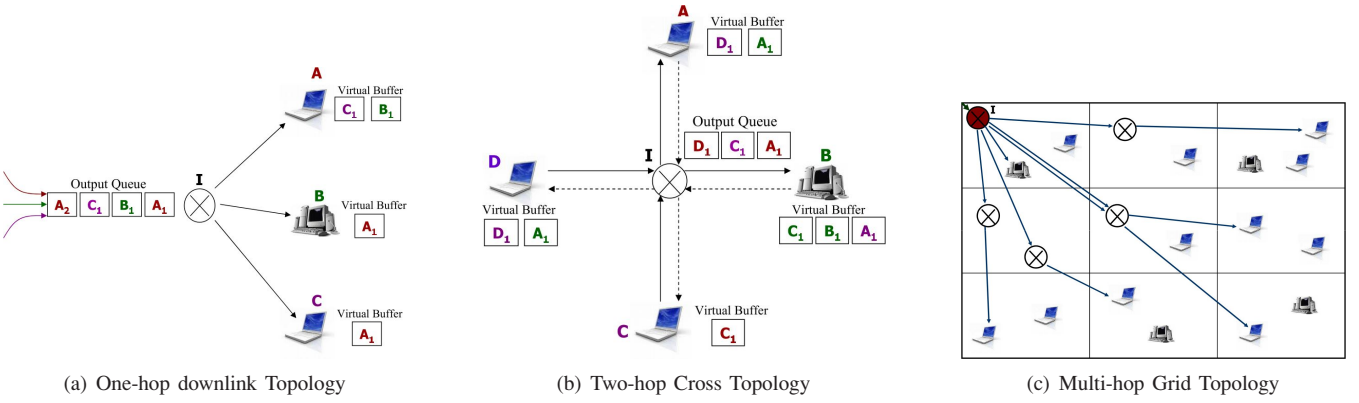 A
Virtual Buffer
C₁ B₁
Output Queue
A₂ C₁ B₁ A₁
I
B
Virtual Buffer
A₁
C
Virtual Buffer
A₁
(a) One-hop downlink Topology
A
Virtual Buffer
D₁ A₁
Output Queue
D₁ C₁ A₁
D
I
B
Virtual Buffer
D₁ A₁
Virtual Buffer
C₁ B₁ A₁
C
Virtual Buffer
C₁
(b) Two-hop Cross Topology
I
(c) Multi-hop Grid Topology